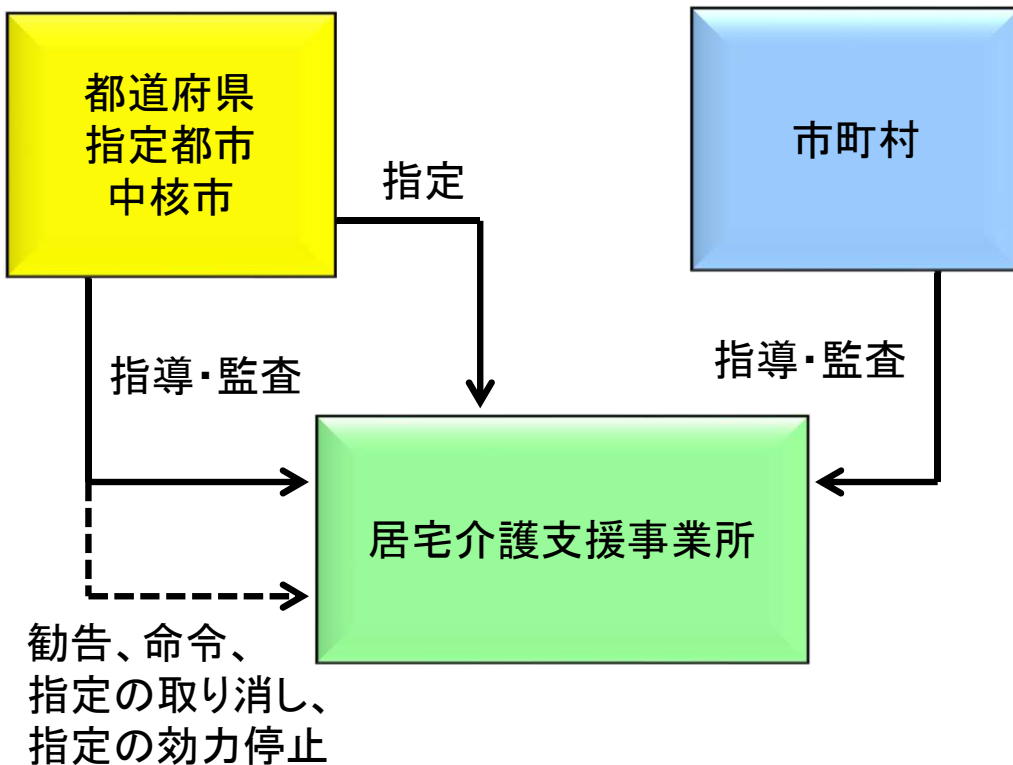 都道府県
指定都市
中核市
市町村
指定
指導・監査
指導・監査
居宅介護支援事業所
勧告、命令、
指定の取り消し、
指定の効力停止